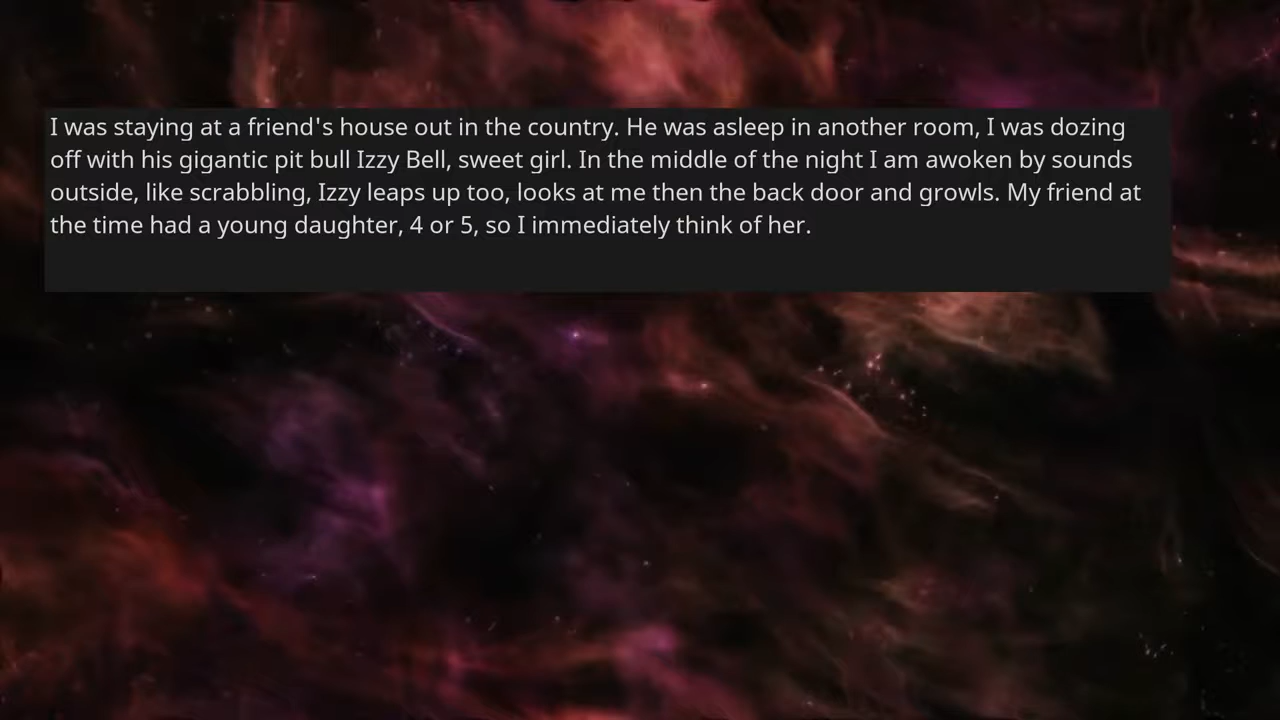 I was staying at a friend's house out in the country. He was asleep in another room, I was dozing
off with his gigantic pit bull Izzy Bell, sweet girl. In the middle of the night I am awoken by sounds
outside, like scrabbling, Izzy leaps up too, looks at me then the back door and growls. My friend at
the time had a young daughter, 4 or 5, so I immediately think of her.